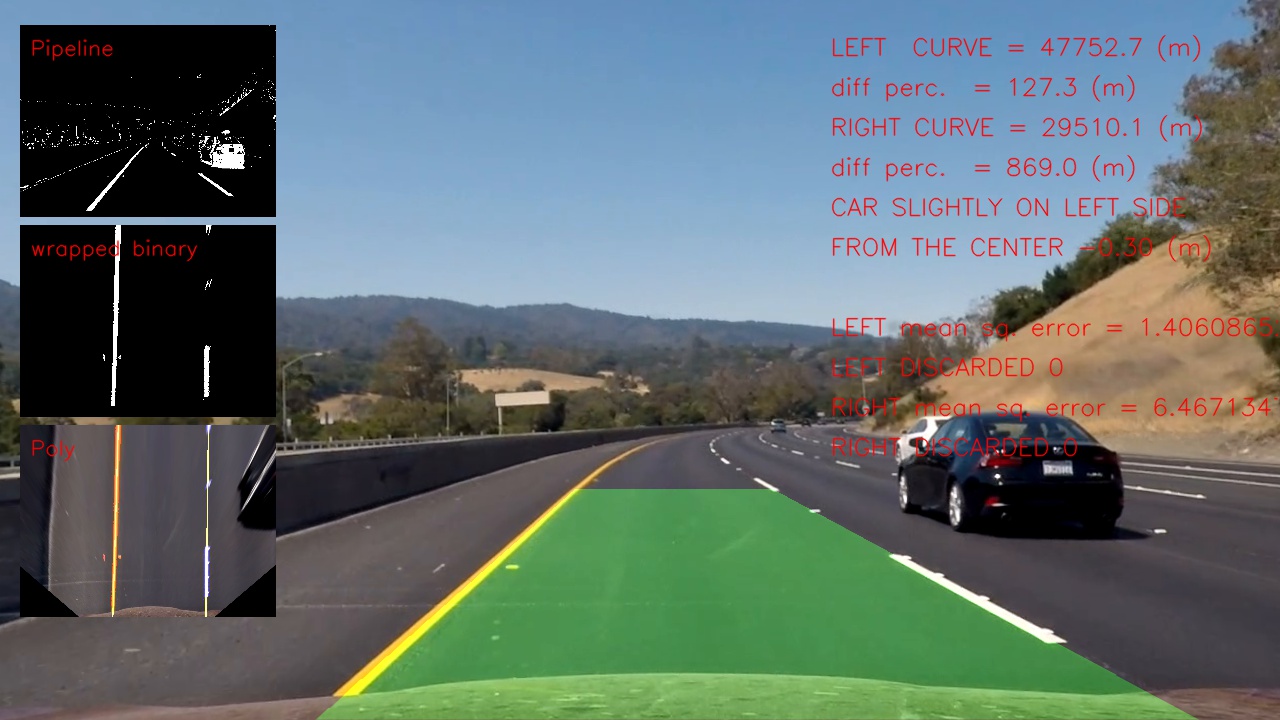 Pipeline
wrapped binary
Poly
LEFT CURVE = 47752.7 (m)
diff perc. = 127.3 (m)
RIGHT CURVE = 29510.1 (m)
diff perc. = 869.0 (m)
CAR SLIGHTLY ON LEFT SIDE
FROM THE CENTER -0.30 (m)
LEFT mean sq. error = 1.4060865
LEFT DISCARDED 0
RIGHT mean sq. error = 6.467134
RIGHT DISCARDED 0